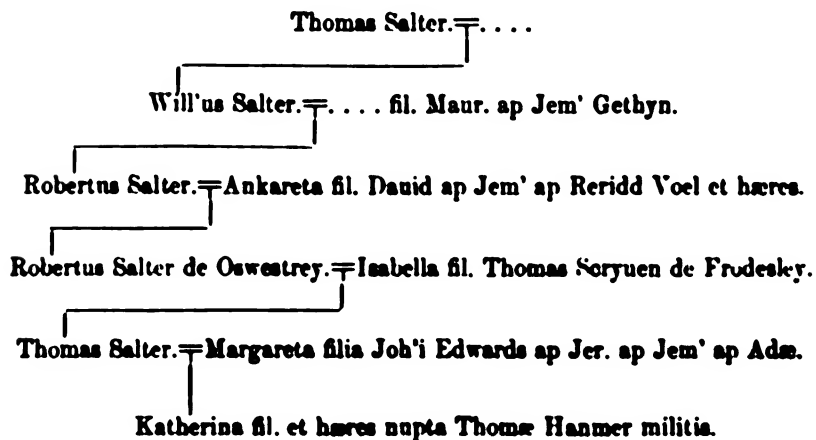 Thomas Salter.=. . . .
Will'us Salter.=. . . . fil. Maur. ap Jem' Gethyn.
Robertus Salter.=Ankareta fil. Dauid ap Jem' ap Reridd Voel et hæres.
Robertus Salter de Oswestrey.=Isabella fil. Thomas Scryuen de Frodesley.
Thomas Salter.=Margareta filia Joh'i Edwards ap Jer. ap Jem' ap Adæ.
Katherina fil. et hæres nupta Thomæ Hanmer militis.